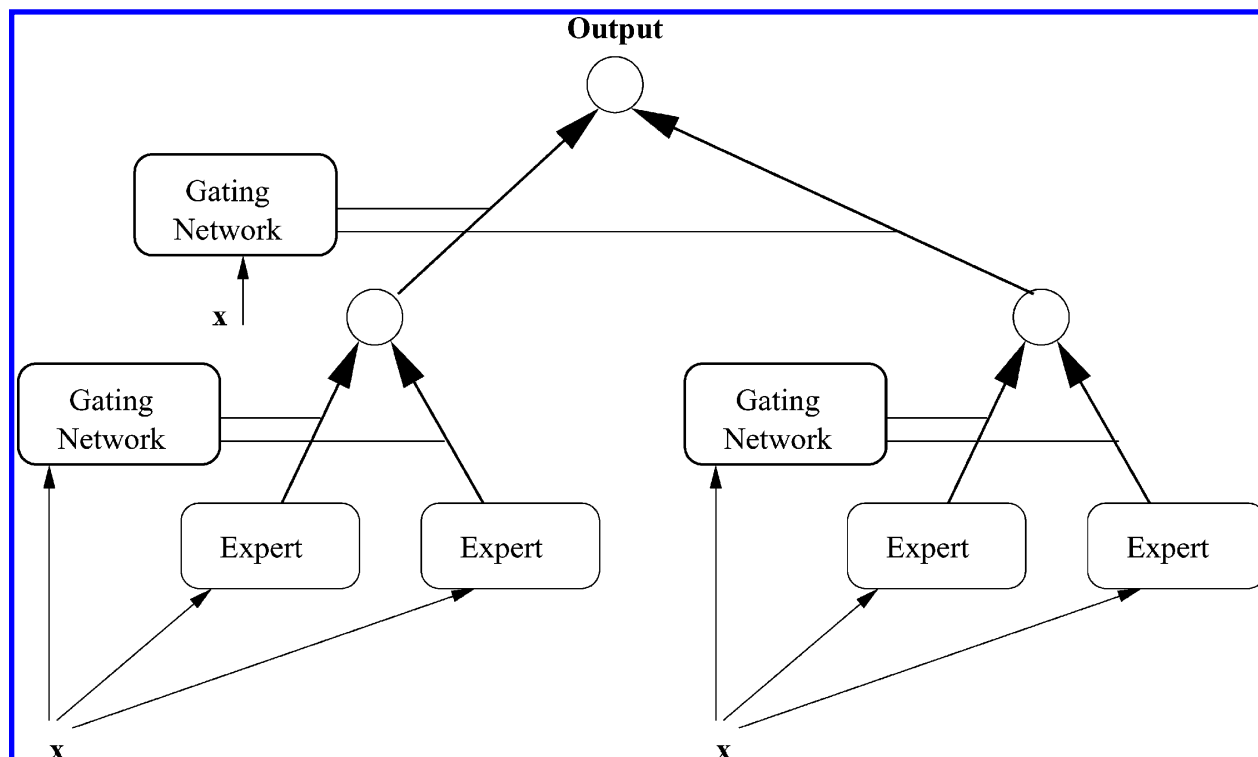 Output
Gating
Network
x
Gating
Network
Gating
Network
Expert
Expert
Expert
Expert
x
x